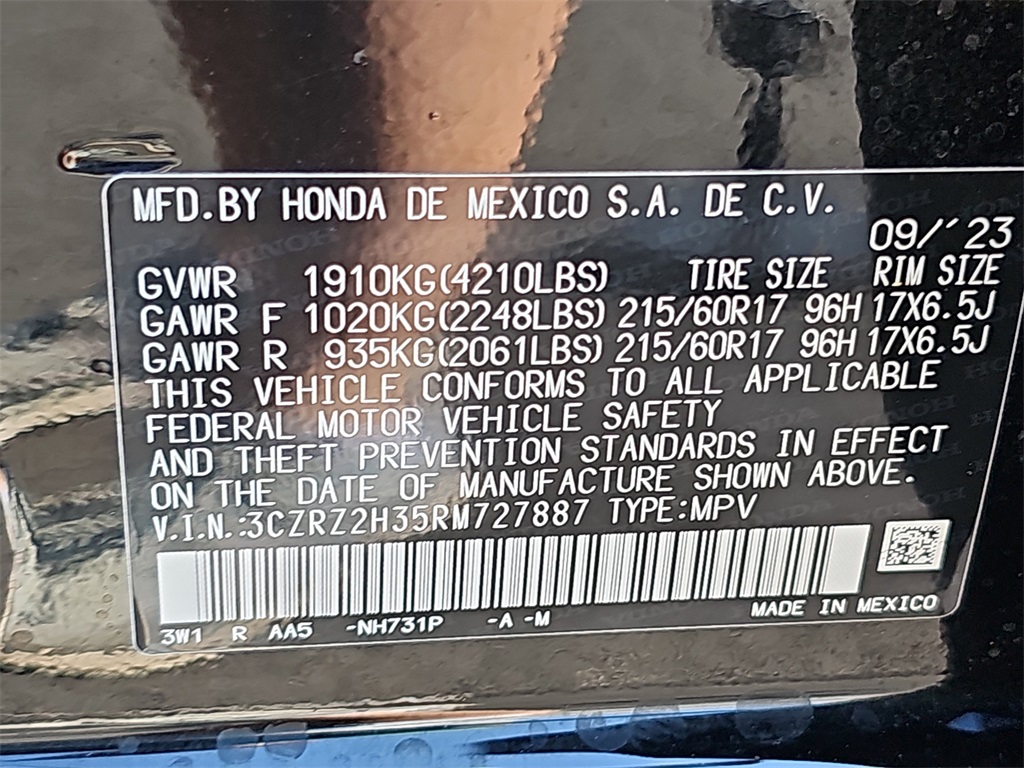 MFD.BY HONDA DE MEXICO S.A. DE C.V.
09/´23
GVWR 1910KG(4210LBS) TIRE SIZE RIM SIZE
GAWR F 1020KG(2248LBS) 215/60R17 96H 17X6.5J
GAWR R 935KG(2061LBS) 215/60R17 96H 17X6.5J
THIS VEHICLE CONFORMS TO ALL APPLICABLE
FEDERAL MOTOR VEHICLE SAFETY
AND THEFT PREVENTION STANDARDS IN EFFECT
ON THE DATE OF MANUFACTURE SHOWN ABOVE.
V.I.N.:3CZRZ2H35RM727887 TYPE:MPV
3W1 R AA5 -NH731P -A -M MADE IN MEXICO